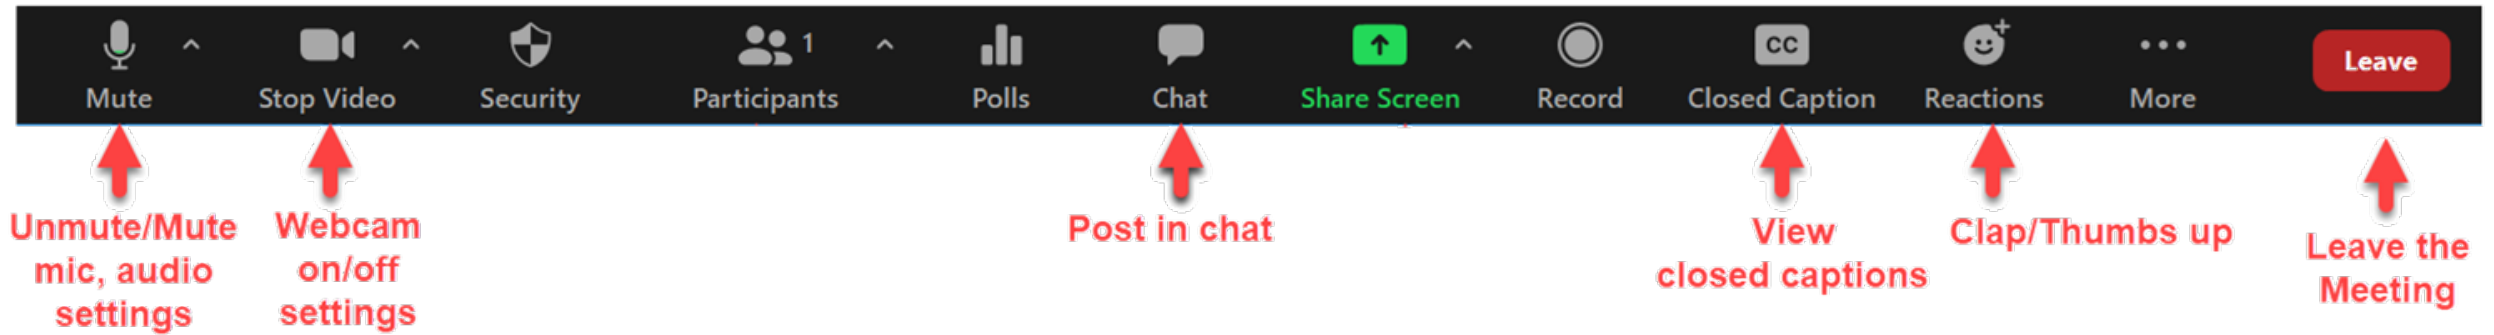 1
CC
Mute
Stop Video
Security
Participants
Polls
Chat
Share Screen
Record
Closed Caption
Reactions
More
Leave
Unmute/Mute
mic, audio
settings
Webcam
on/off
settings
Post in chat
View
closed captions
Clap/Thumbs up
Leave the
Meeting